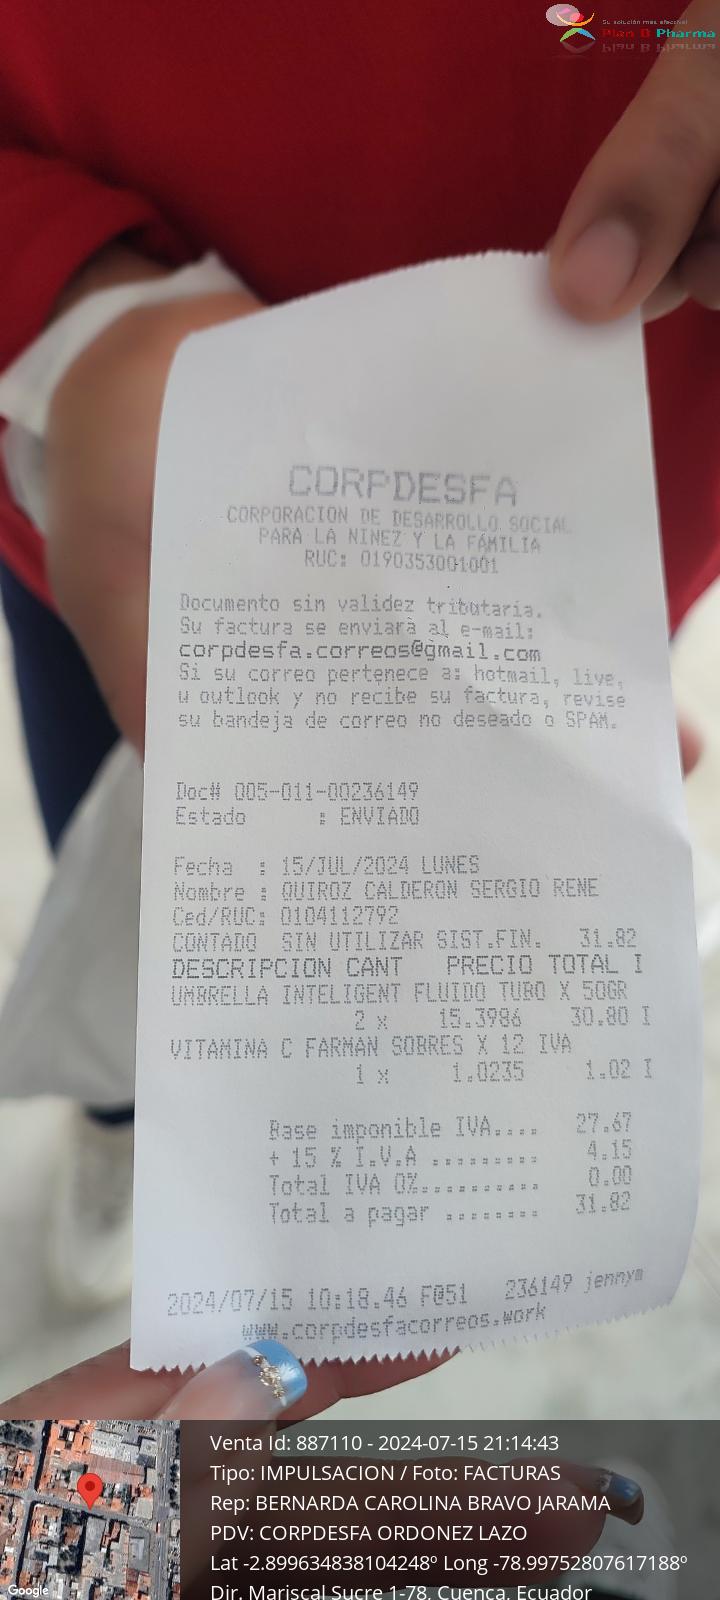 Su solución más efectiva
Plan B Pharma
CORPDESFA
CORPORACION DE DESARROLLO SOCIAL
PARA LA NINEZ Y LA FAMILIA
RUC: 0190353001001
Documento sin validez tributaria.
Su factura se enviará al e-mail:
corpdesfa.correos@gmail.com
Si su correo pertenece a: hotmail, live,
u outlook y no recibe su factura, revise
su bandeja de correo no deseado o SPAM.
Doc# 005-011-00236149
Estado : ENVIADO
Fecha : 15/JUL/2024 LUNES
Nombre : QUIROZ CALDERON SERGIO RENE
Ced/RUC: 0104112792
CONTADO SIN UTILIZAR SIST.FIN. 31.82
DESCRIPCION CANT PRECIO TOTAL I
UMBRELLA INTELIGENT FLUIDO TUBO X 50GR
2 x 15.3986 30.80 I
VITAMINA C FARMAN SOBRES X 12 IVA
1 x 1.0235 1.02 I
Base imponible IVA.... 27.67
+ 15 % I.V.A ......... 4.15
Total IVA 0%.......... 0.00
Total a pagar ........ 31.82
2024/07/15 10:18.46 F@51 236149 jennym
www.corpdesfacorreos.work
Venta Id: 887110 - 2024-07-15 21:14:43
Tipo: IMPULSACION / Foto: FACTURAS
Rep: BERNARDA CAROLINA BRAVO JARAMA
PDV: CORPDESFA ORDONEZ LAZO
Lat -2.899634838104248º Long -78.99752807617188º
Dir. Mariscal Sucre 1-78, Cuenca, Ecuador
Google